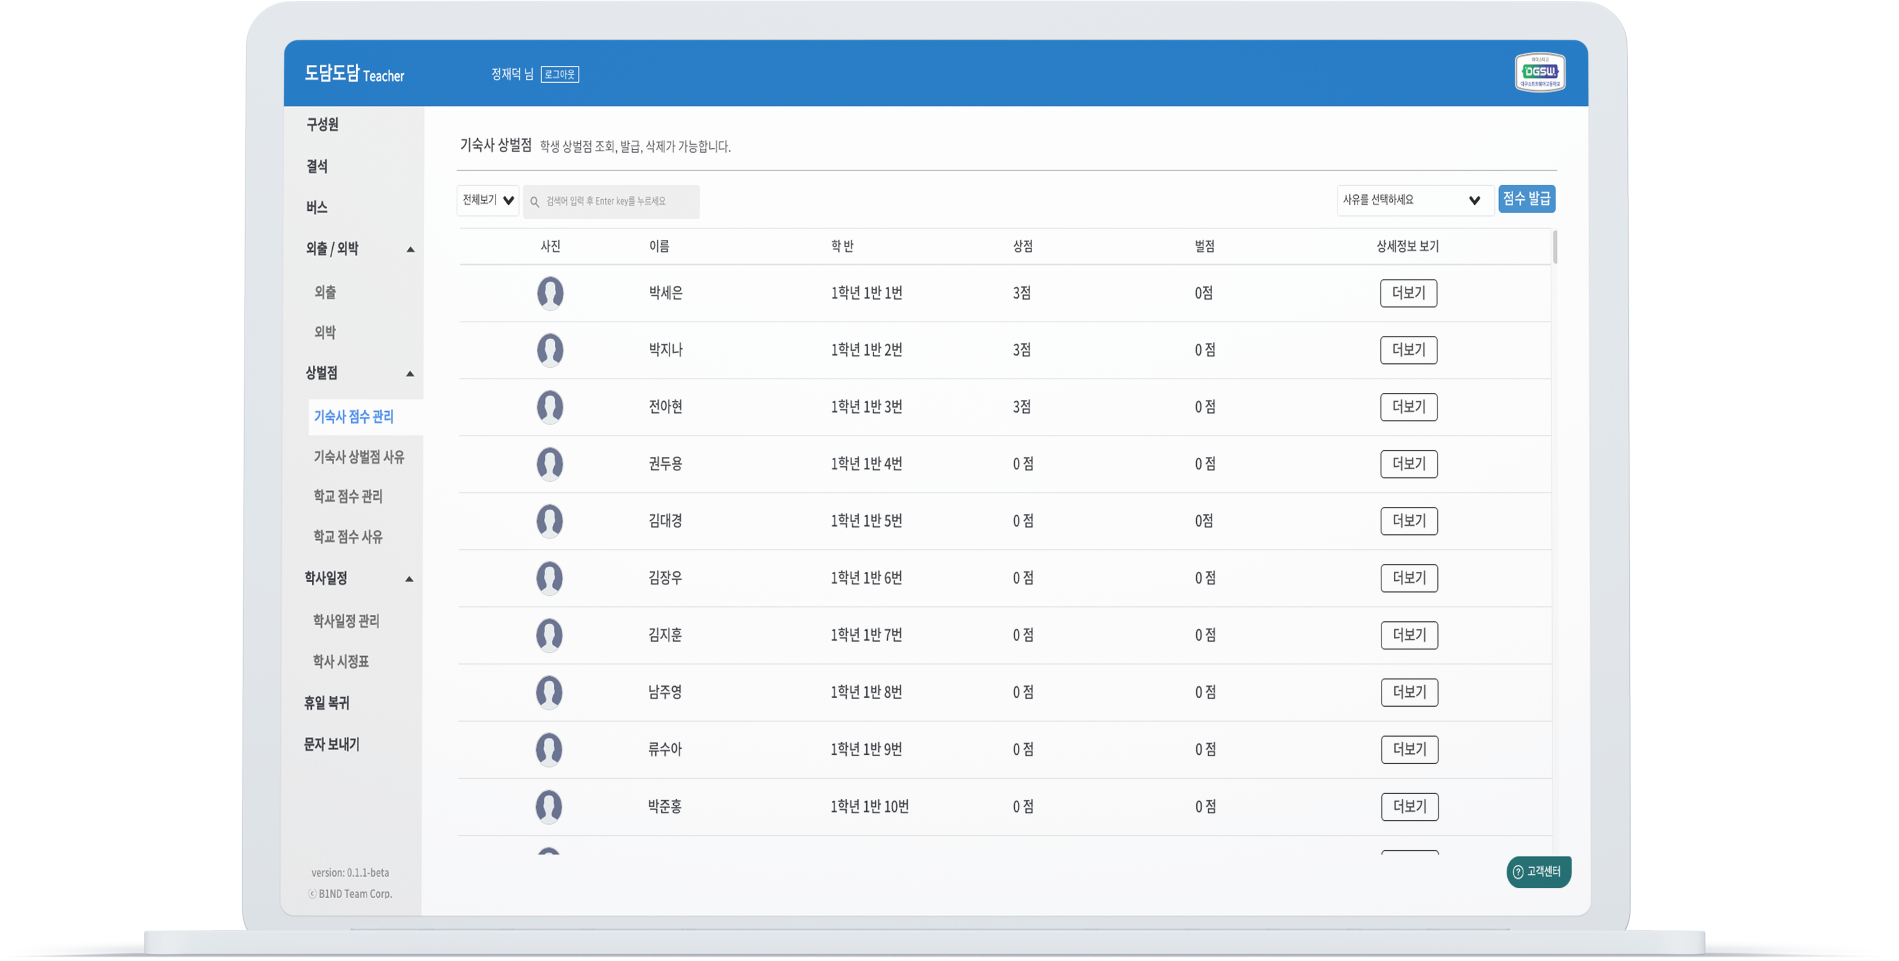 도담도담 Teacher
정재덕 님 로그아웃
DGSW
대구소프트웨어고등학교
구성원
결석
버스
외출 / 외박
외출
외박
상벌점
기숙사 점수 관리
기숙사 상벌점 사유
학교 점수 관리
학교 점수 사유
학사일정
학사일정 관리
학사 시정표
휴일 복귀
문자 보내기
version: 0.1.1-beta
ⓒ B1ND Team Corp.
기숙사 상벌점 학생 상벌점 조회, 발급, 삭제가 가능합니다.
전체보기 검색어 입력 후 Enter key를 누르세요 사유를 선택하세요 점수 발급
사진 이름 학 반 상점 벌점 상세정보 보기
박세은 1학년 1반 1번 3점 0점 더보기
박지나 1학년 1반 2번 3점 0 점 더보기
전아현 1학년 1반 3번 3점 0 점 더보기
권두용 1학년 1반 4번 0 점 0 점 더보기
김대경 1학년 1반 5번 0 점 0점 더보기
김장우 1학년 1반 6번 0 점 0 점 더보기
김지훈 1학년 1반 7번 0 점 0 점 더보기
남주영 1학년 1반 8번 0 점 0 점 더보기
류수아 1학년 1반 9번 0 점 0 점 더보기
박준홍 1학년 1반 10번 0 점 0 점 더보기
? 고객센터